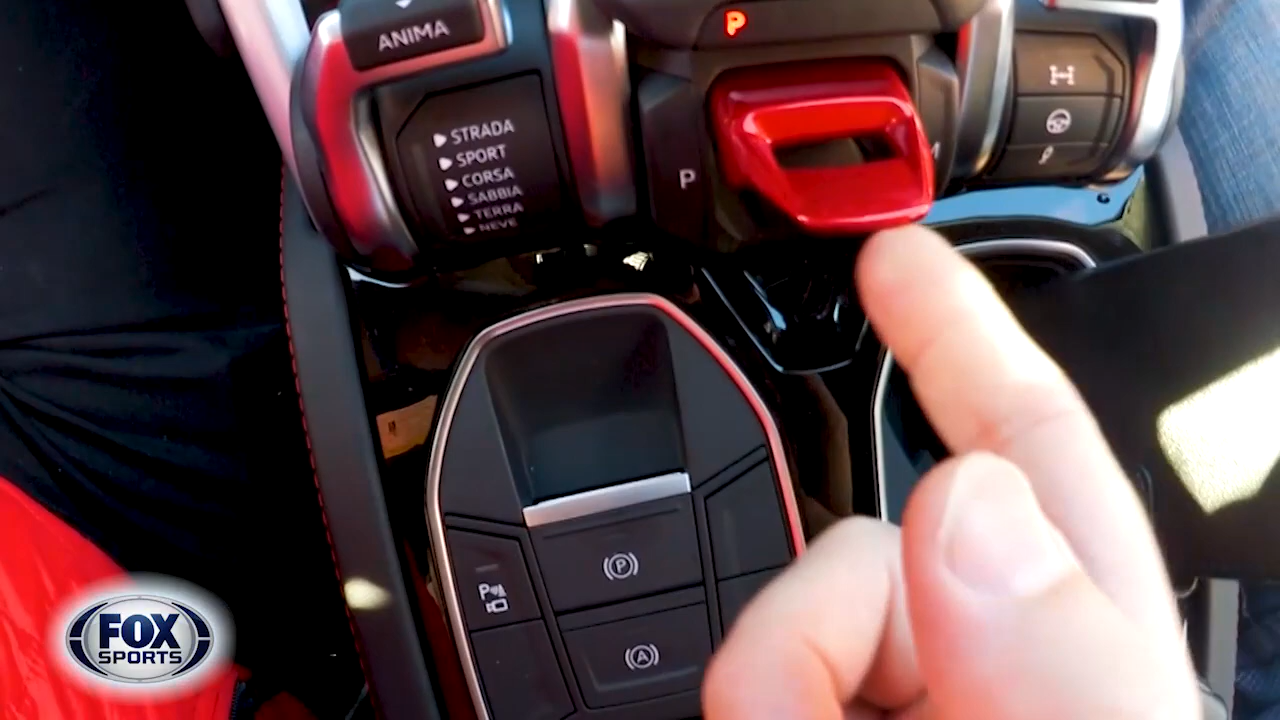 P
ANIMA
STRADA
SPORT
CORSA
SABBIA
TERRA
NEVE
P
M
P
P
A
FOX
SPORTS